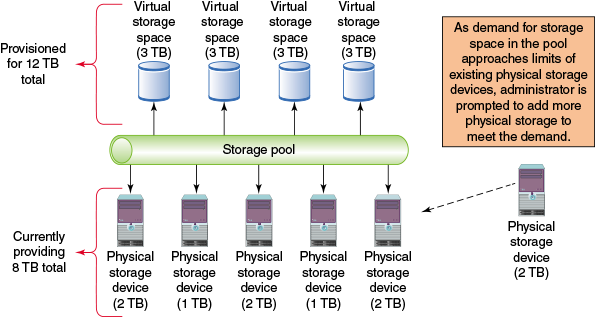 Provisioned
for 12 TB
total
Virtual
storage
space
(3 TB)
Virtual
storage
space
(3 TB)
Virtual
storage
space
(3 TB)
Virtual
storage
space
(3 TB)
As demand for storage
space in the pool
approaches limits of
existing physical storage
devices, administrator is
prompted to add more
physical storage to
meet the demand.
Storage pool
Currently
providing
8 TB total
Physical
storage
device
(2 TB)
Physical
storage
device
(1 TB)
Physical
storage
device
(2 TB)
Physical
storage
device
(1 TB)
Physical
storage
device
(2 TB)
Physical
storage
device
(2 TB)